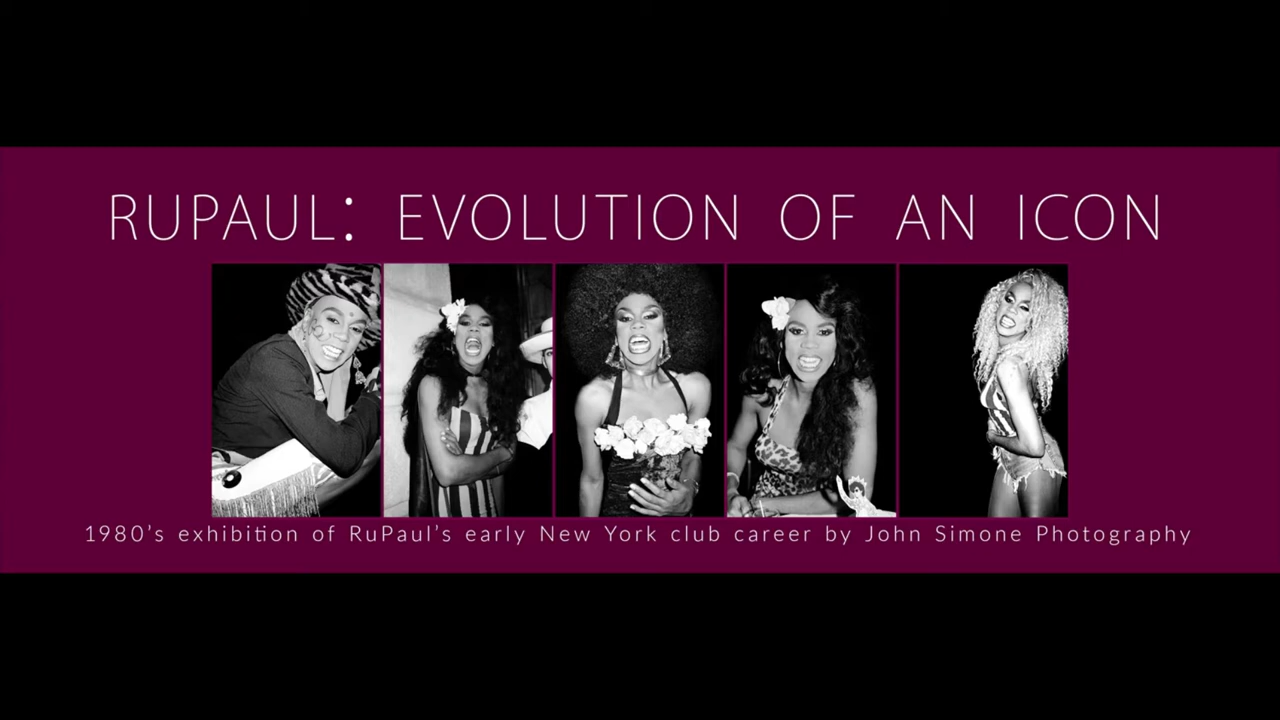 RUPAUL: EVOLUTION OF AN ICON
1980's exhibition of RuPaul's early New York club career by John Simone Photography